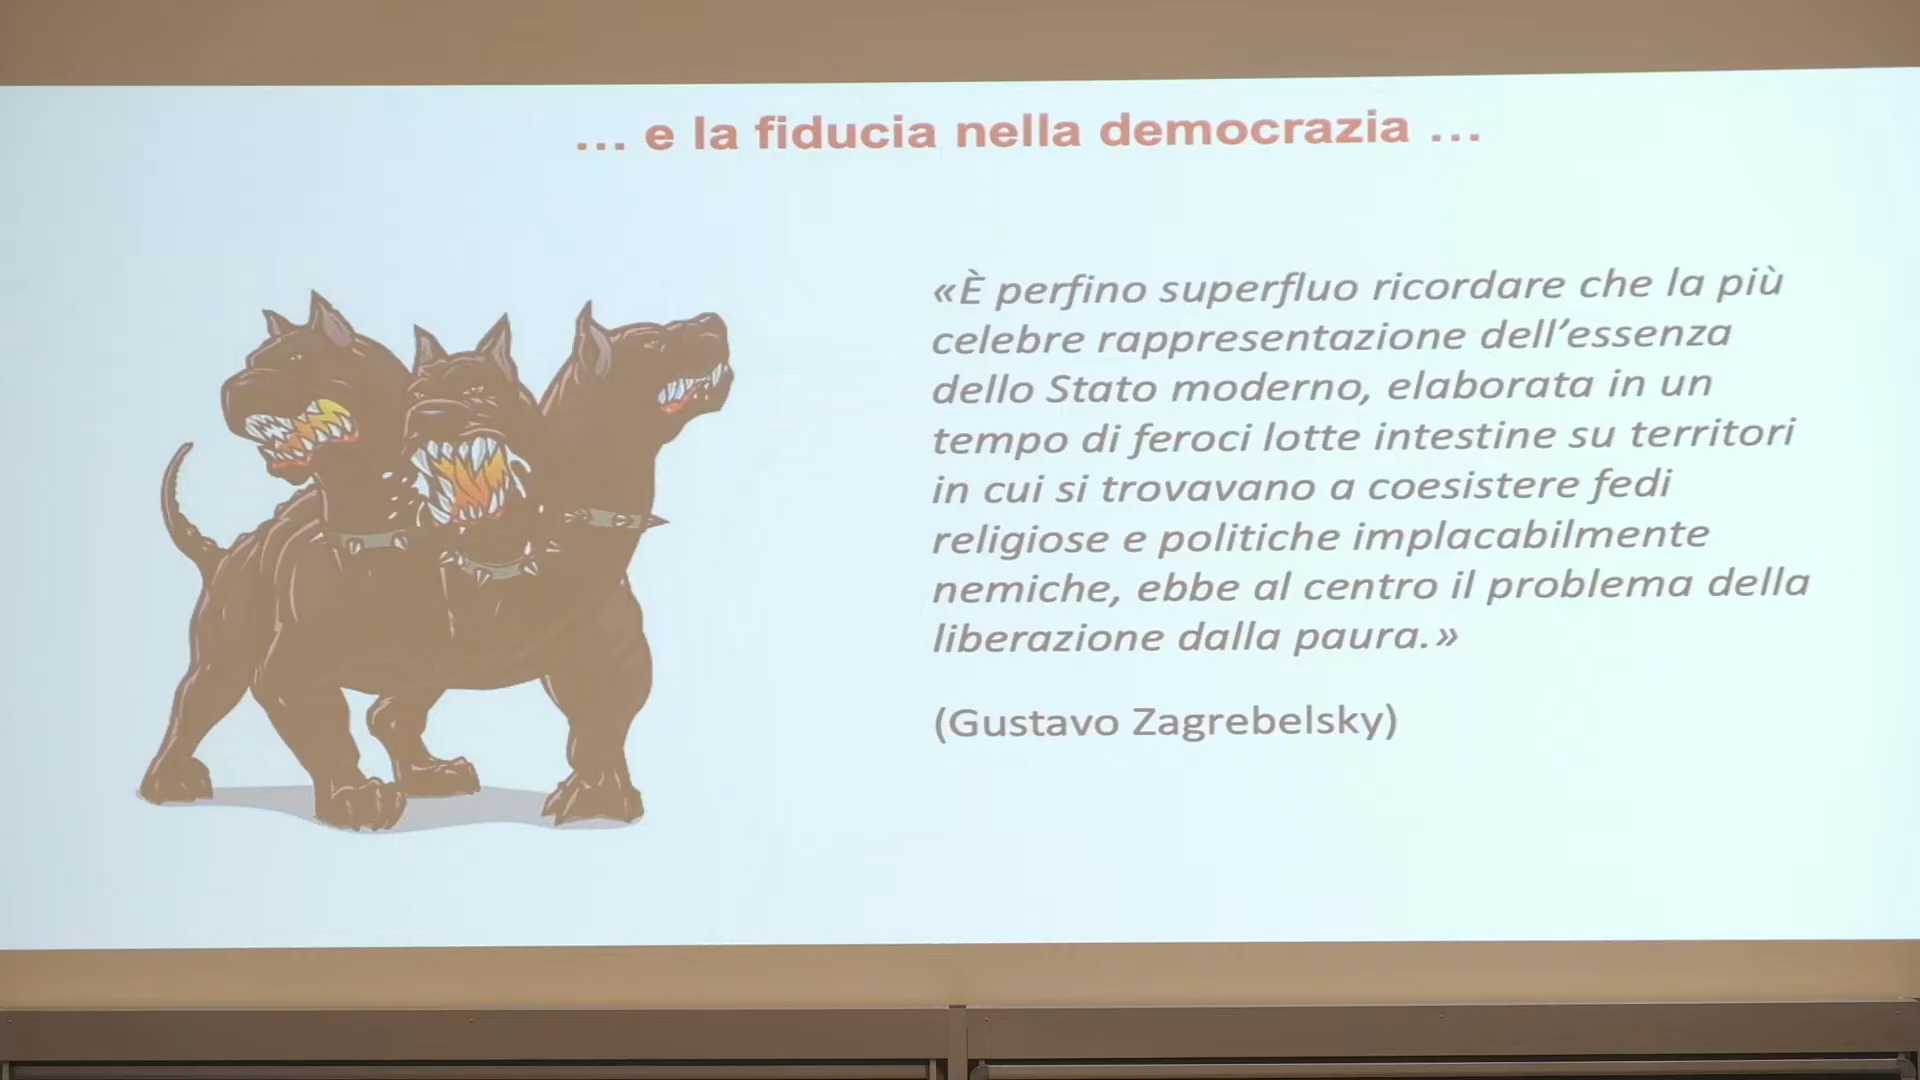 ... e la fiducia nella democrazia ...
«È perfino superfluo ricordare che la più
celebre rappresentazione dell’essenza
dello Stato moderno, elaborata in un
tempo di feroci lotte intestine su territori
in cui si trovavano a coesistere fedi
religiose e politiche implacabilmente
nemiche, ebbe al centro il problema della
liberazione dalla paura.»
(Gustavo Zagrebelsky)